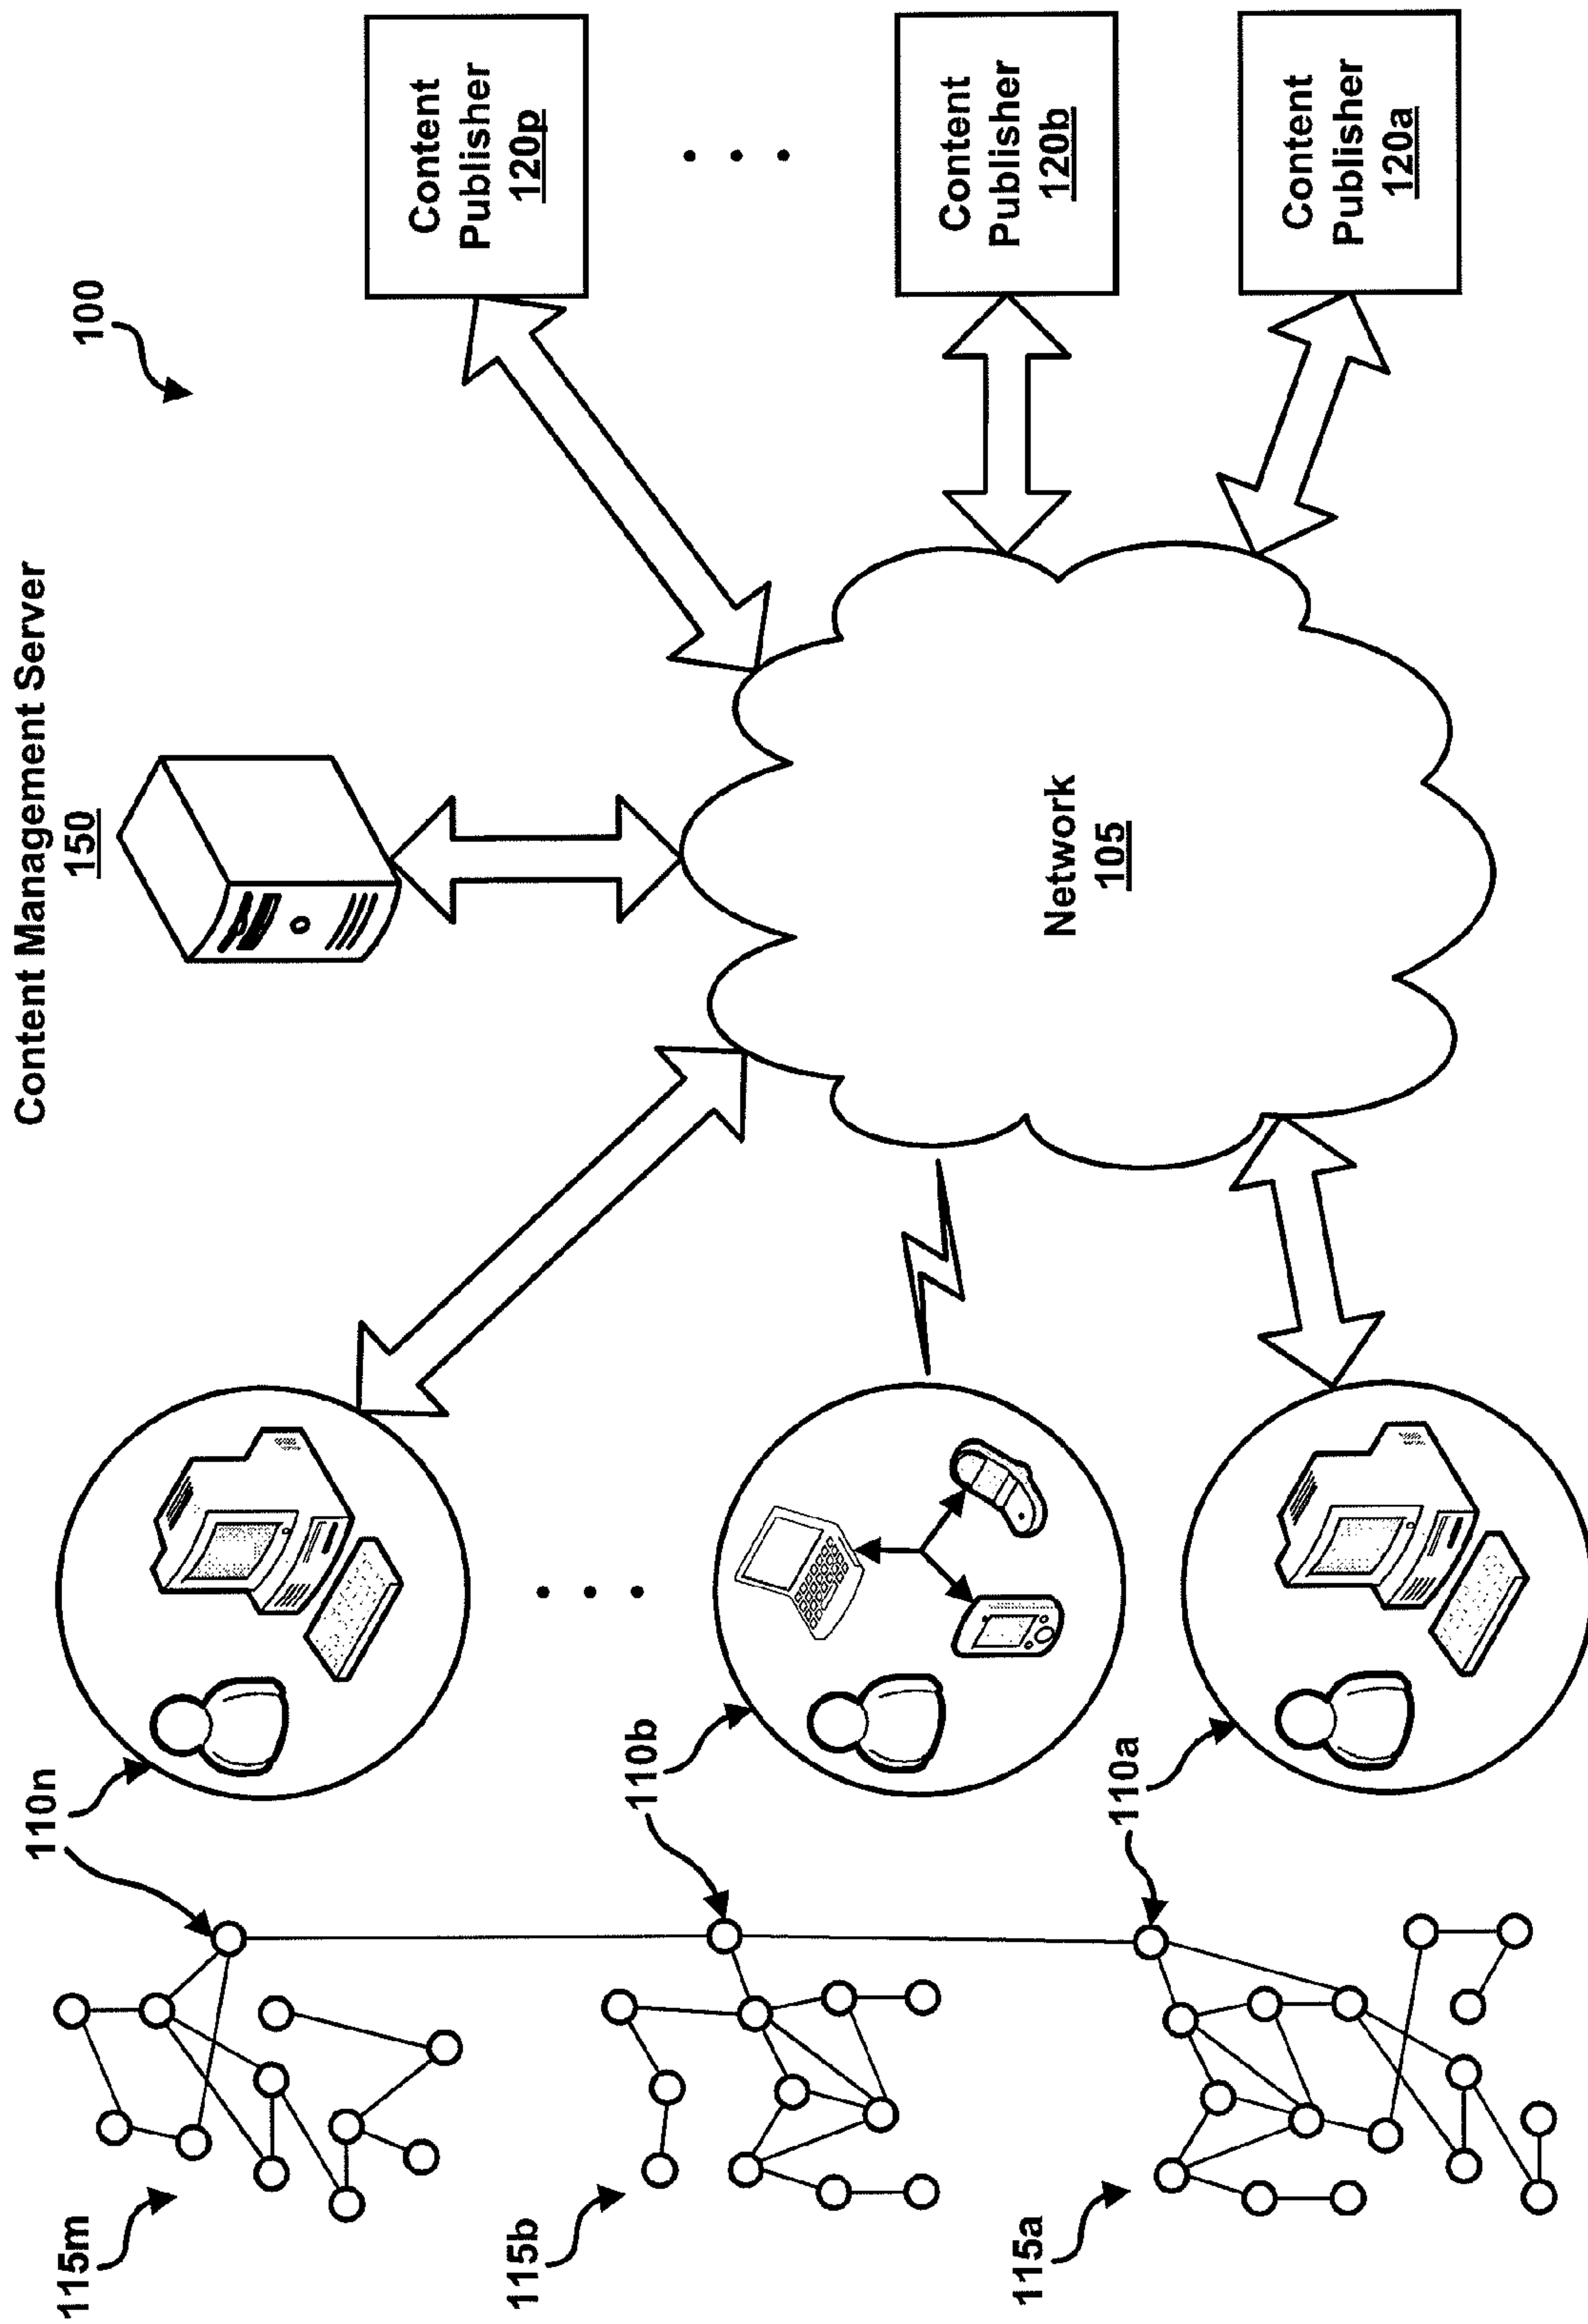 Content Management Server
150
100
Content
Publisher
120p
Content
Publisher
120b
Content
Publisher
120a
Network
105
110n
110b
110a
115m
115b
115a